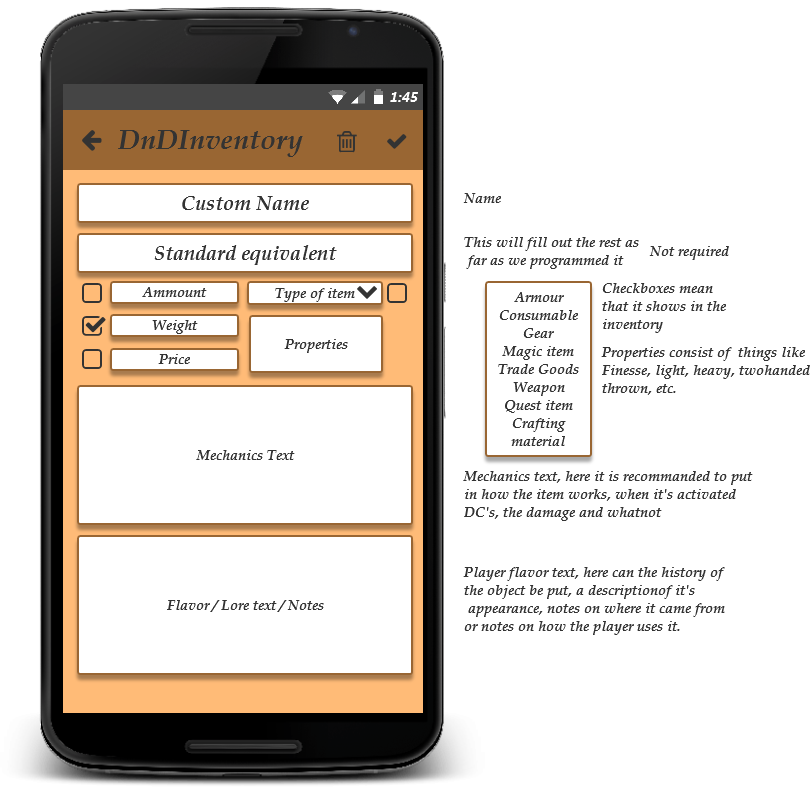 1:45
DnDInventory
Custom Name
Standard equivalent
Ammount
Type of item
Weight
Properties
Price
Mechanics Text
Flavor / Lore text / Notes
Name
This will fill out the rest as
far as we programmed it
Not required
Armour
Consumable
Gear
Magic item
Trade Goods
Weapon
Quest item
Crafting
material
Checkboxes mean
that it shows in the
inventory
Properties consist of things like
Finesse, light, heavy, twohanded
thrown, etc.
Mechanics text, here it is recommanded to put
in how the item works, when it's activated
DC's, the damage and whatnot
Player flavor text, here can the history of
the object be put, a descriptionof it's
appearance, notes on where it came from
or notes on how the player uses it.